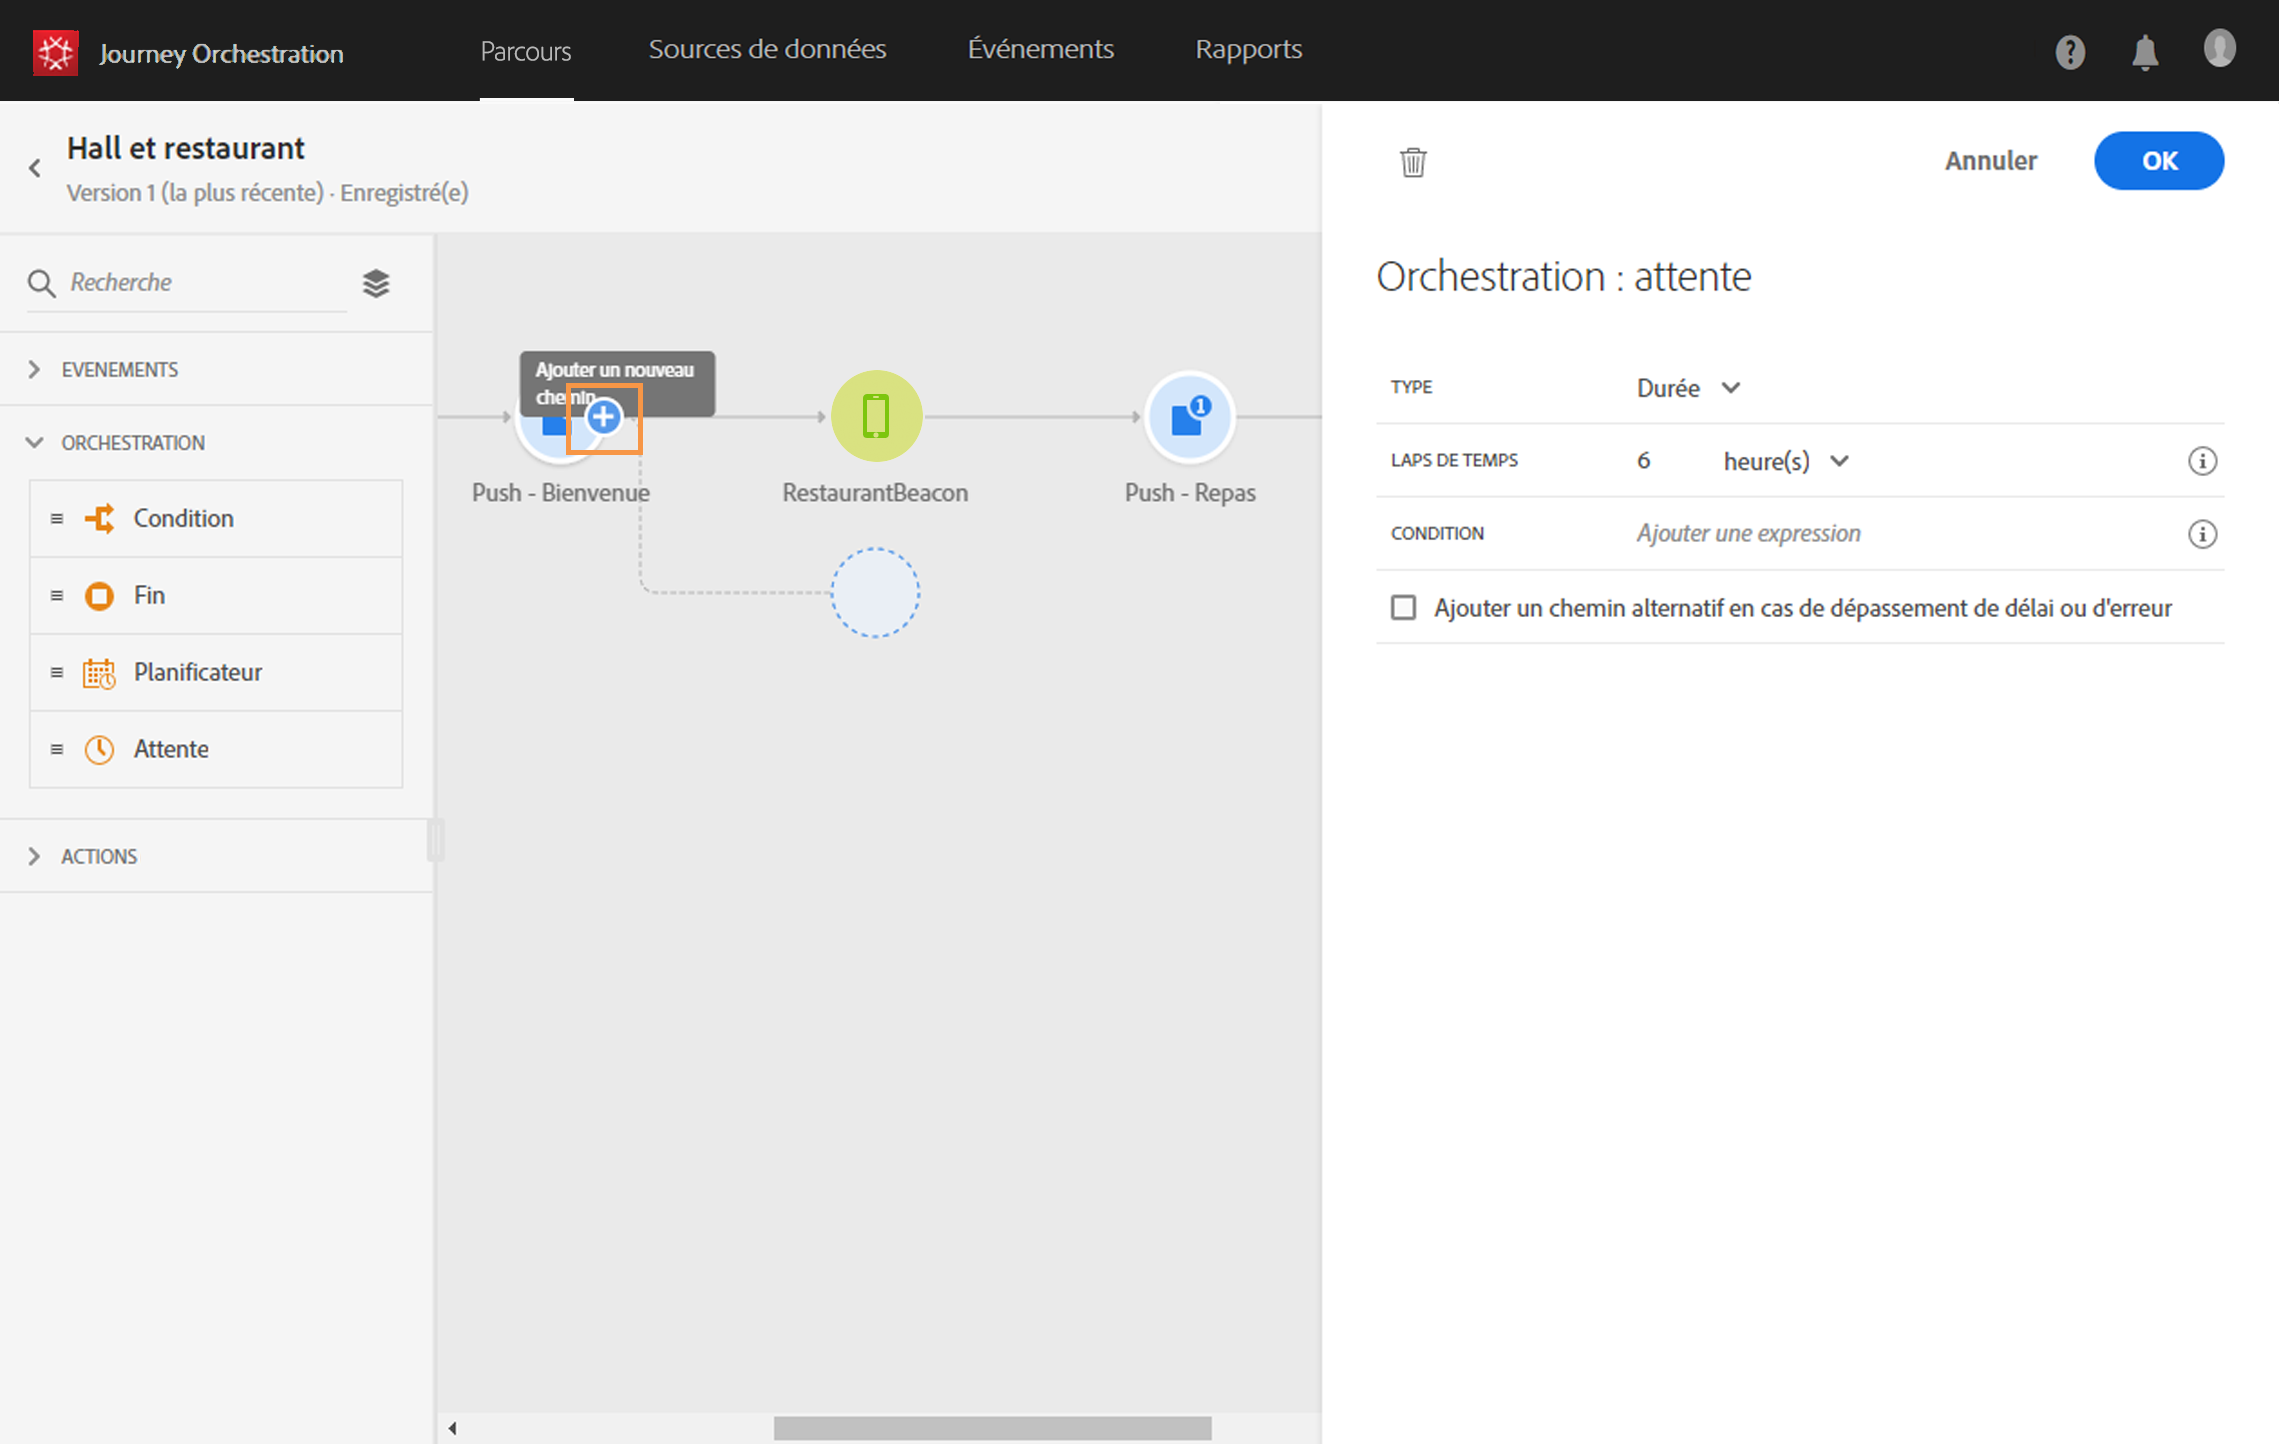 Journey Orchestration
Parcours
Sources de données
Événements
Rapports
Hall et restaurant
Version 1 (la plus récente) · Enregistré(e)
Annuler
OK
Recherche
EVENEMENTS
ORCHESTRATION
Condition
Fin
Planificateur
Attente
ACTIONS
Ajouter un nouveau
chemin
Push - Bienvenue
RestaurantBeacon
1
Push - Repas
Orchestration : attente
TYPE
Durée
LAPS DE TEMPS
6 heure(s)
CONDITION
Ajouter une expression
Ajouter un chemin alternatif en cas de dépassement de délai ou d'erreur